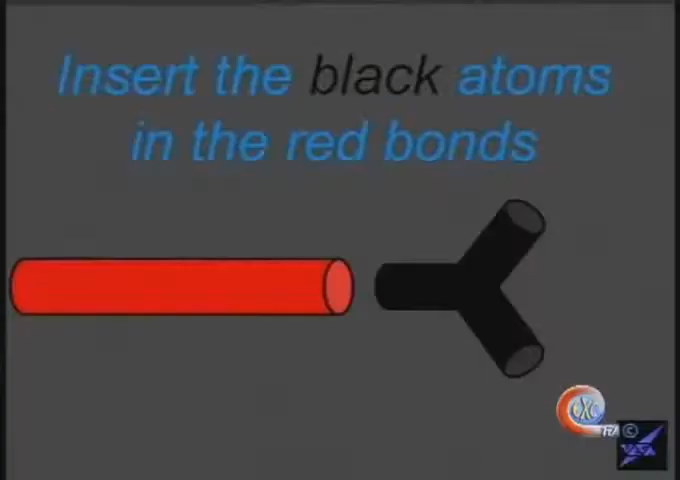 Insert the black atoms
in the red bonds